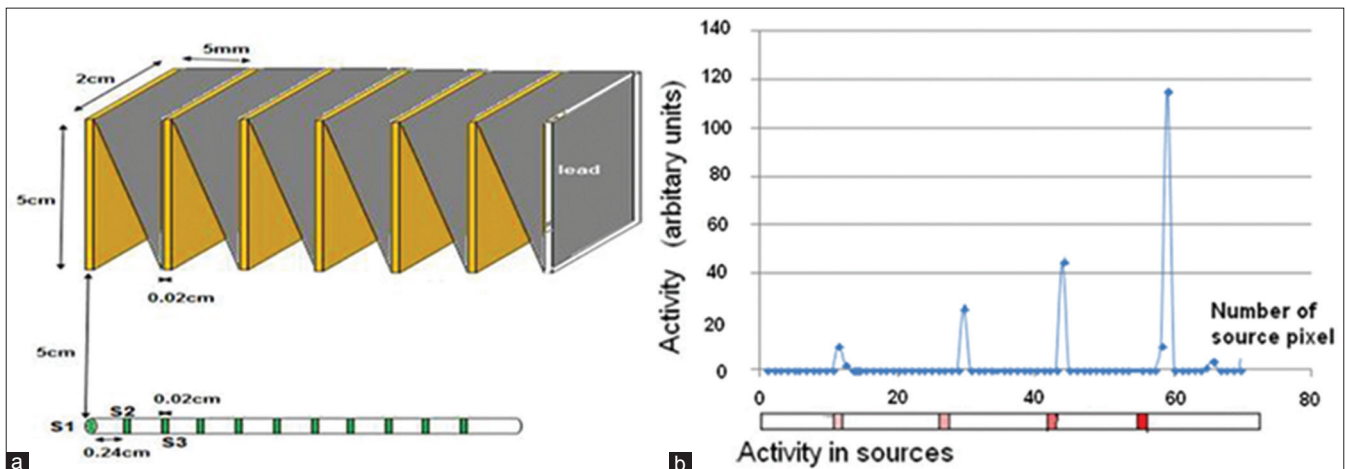 5mm
2cm
5cm
lead
0.02cm
5cm
0.02cm
S2
S1
S3
0.24cm
a
140
120
100
80
60
40
20
0
Activity (arbitrary units)
Number of
source pixel
0 20 40 60 80
Activity in sources
b